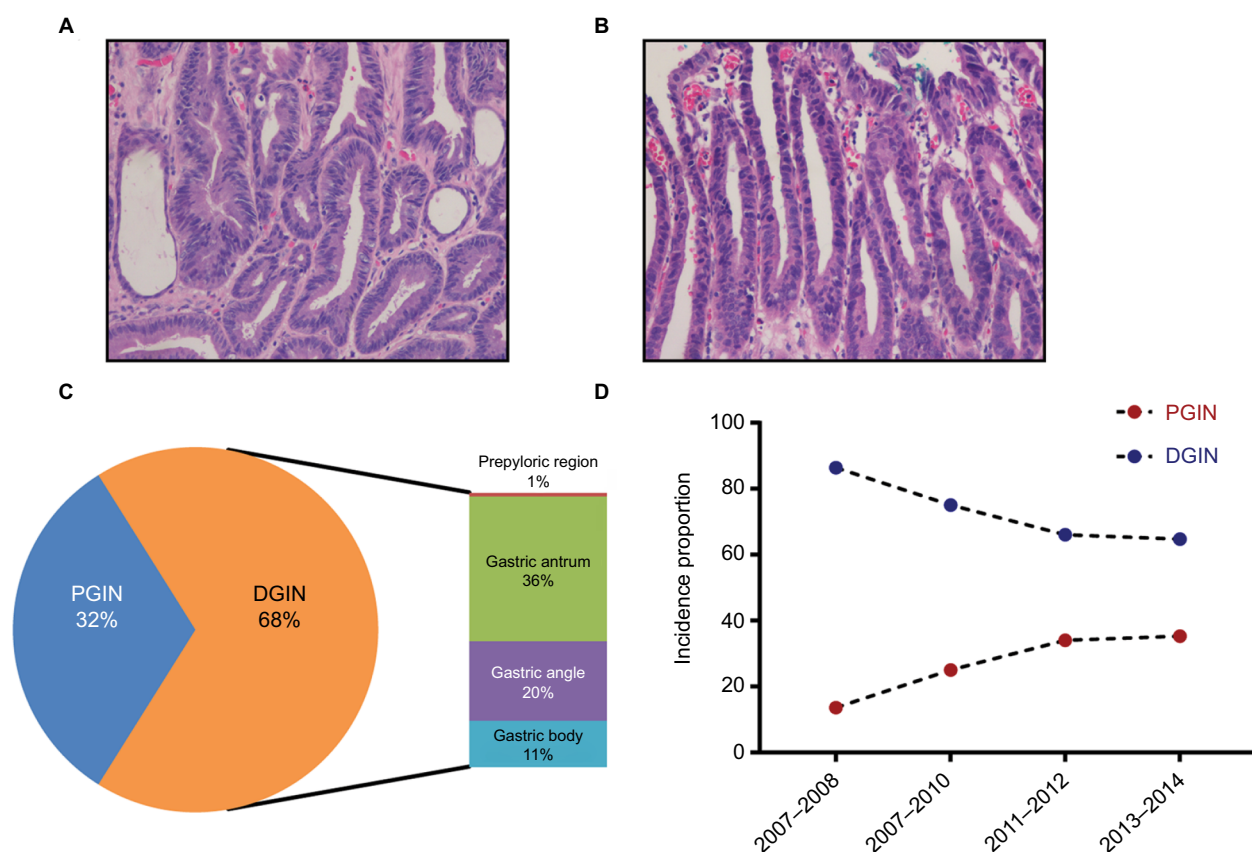 A
B
C
PGIN
32%
DGIN
68%
Prepyloric region
1%
Gastric antrum
36%
Gastric angle
20%
Gastric body
11%
D
PGIN
DGIN
Incidence proportion
100
80
60
40
20
0
2007–2008
2007–2010
2011–2012
2013–2014